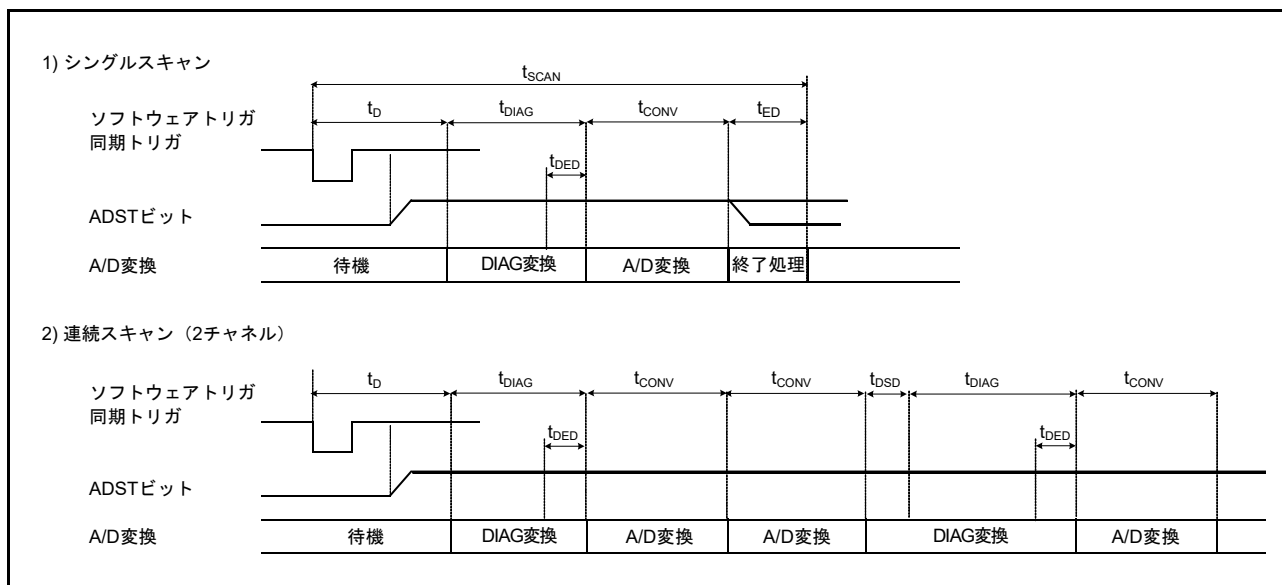 1) シングルスキャン
tSCAN
ソフトウェアトリガ
同期トリガ
tD
tDIAG
tCONV
tED
tDED
ADSTビット
A/D変換
待機
DIAG変換
A/D変換
終了処理
2) 連続スキャン（2チャネル）
ソフトウェアトリガ
同期トリガ
tD
tDIAG
tCONV
tCONV
tDSD
tDIAG
tCONV
tDED
tDED
ADSTビット
A/D変換
待機
DIAG変換
A/D変換
A/D変換
DIAG変換
A/D変換